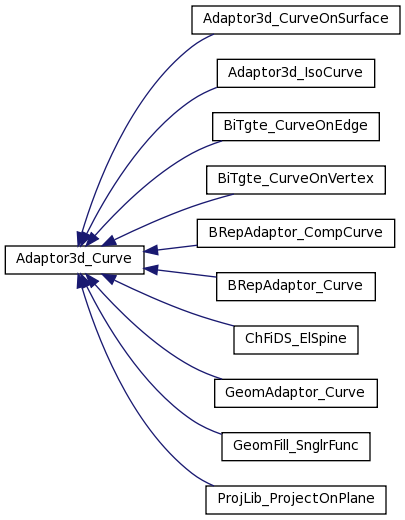 Adaptor3d_CurveOnSurface
Adaptor3d_IsoCurve
BiTgte_CurveOnEdge
BiTgte_CurveOnVertex
BRepAdaptor_CompCurve
Adaptor3d_Curve
BRepAdaptor_Curve
ChFiDS_ElSpine
GeomAdaptor_Curve
GeomFill_SnglrFunc
ProjLib_ProjectOnPlane